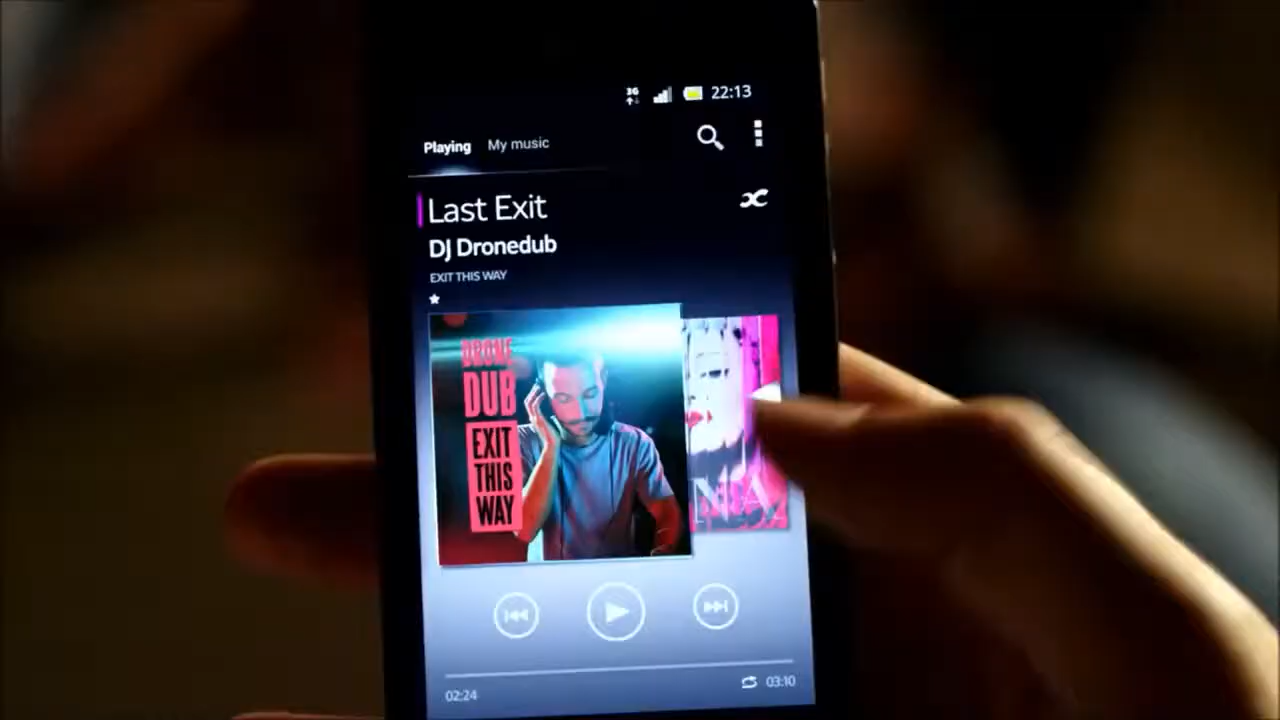 3G
22:13
Playing
My music
Last Exit
DJ Dronedub
EXIT THIS WAY
DRONE
DUB
EXIT
THIS
WAY
02:24
03:10